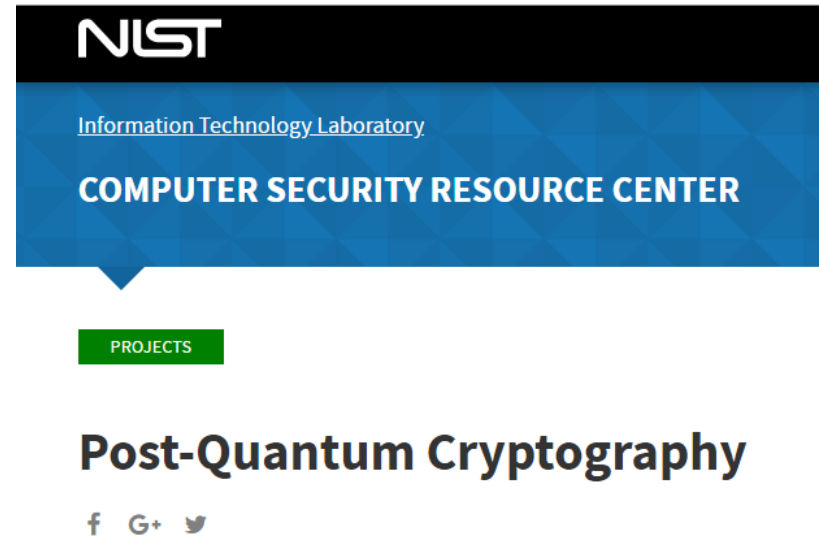 NIST
Information Technology Laboratory
COMPUTER SECURITY RESOURCE CENTER
PROJECTS
Post-Quantum Cryptography
f G+